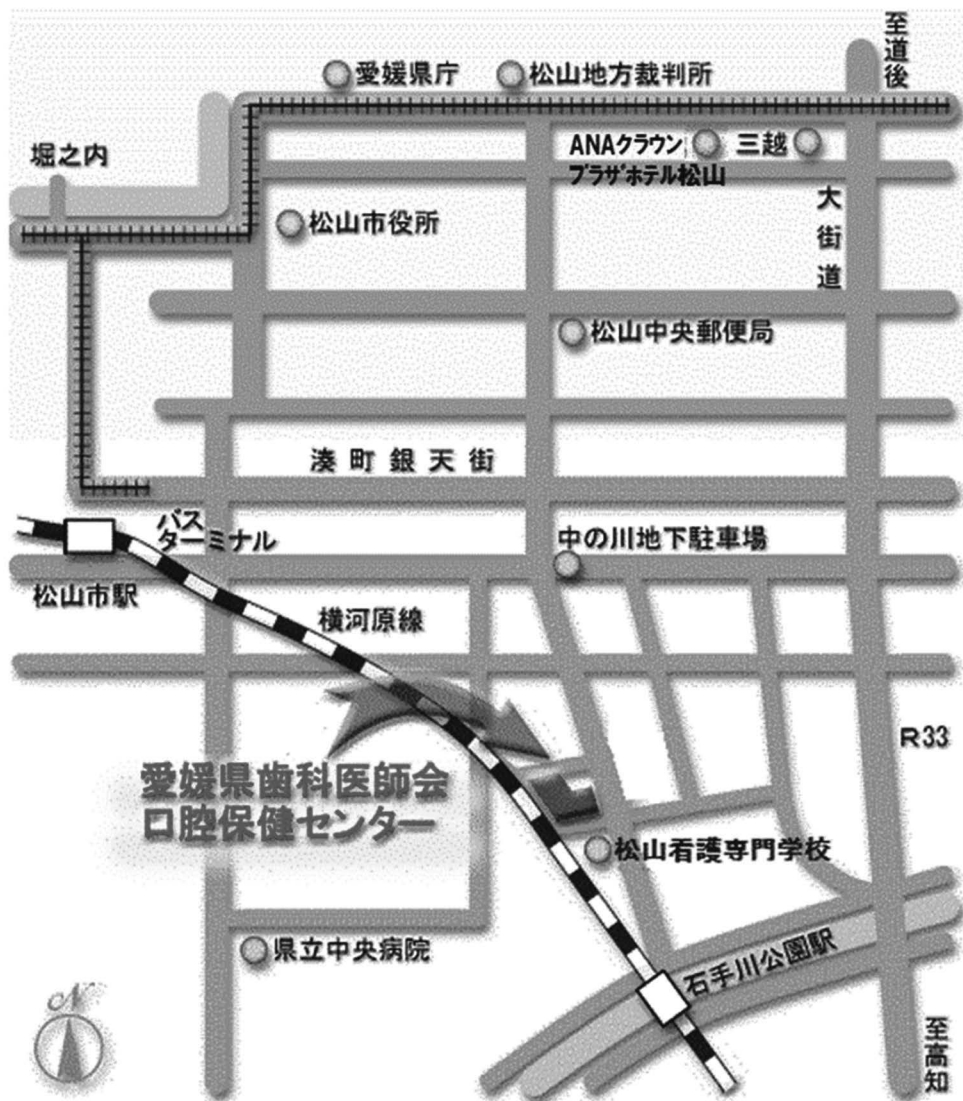 至道後
愛媛県庁
松山地方裁判所
ANAクラウン
プラザホテル松山
三越
堀之内
松山市役所
大街道
松山中央郵便局
湊町銀天街
バス
ターミナル
中の川地下駐車場
松山市駅
横河原線
R33
愛媛県歯科医師会
口腔保健センター
松山看護専門学校
県立中央病院
石手川公園駅
N
至高知